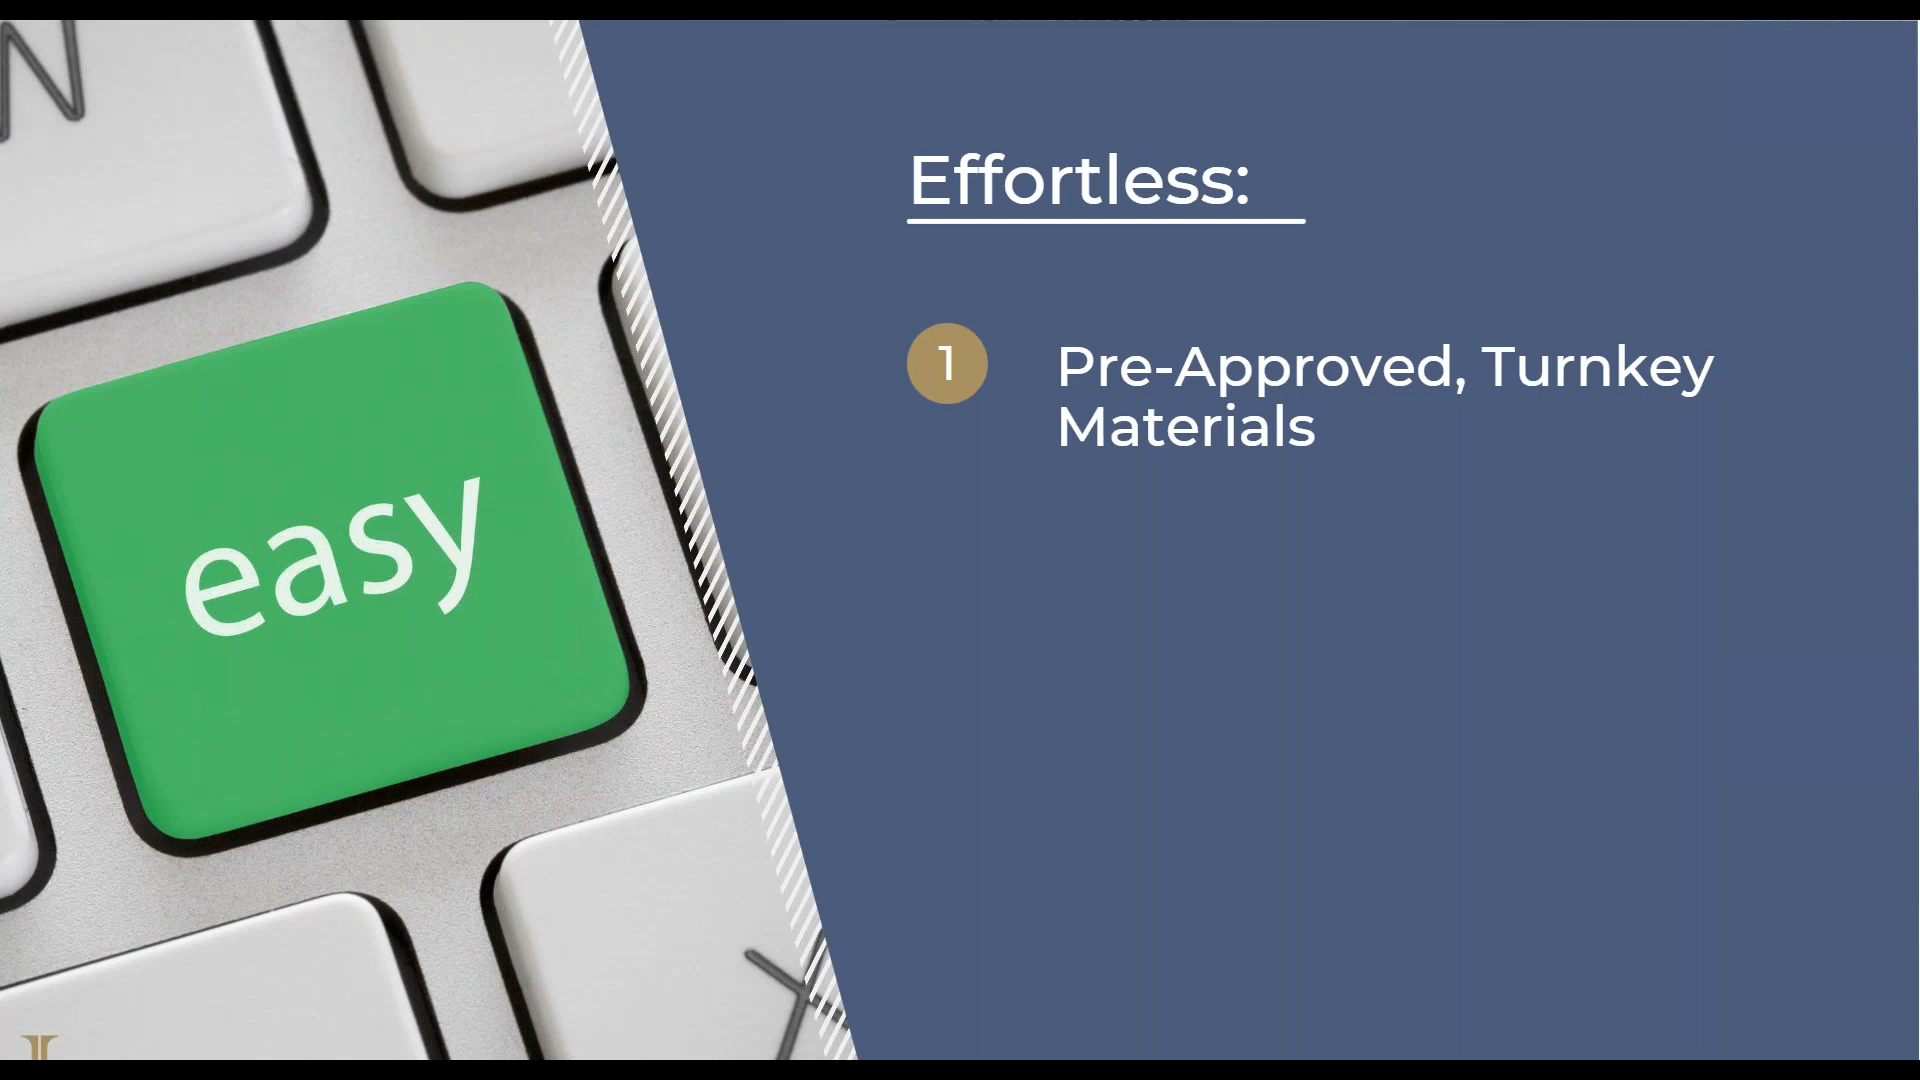 W
Effortless:
1
Pre-Approved, Turnkey
Materials
easy
X